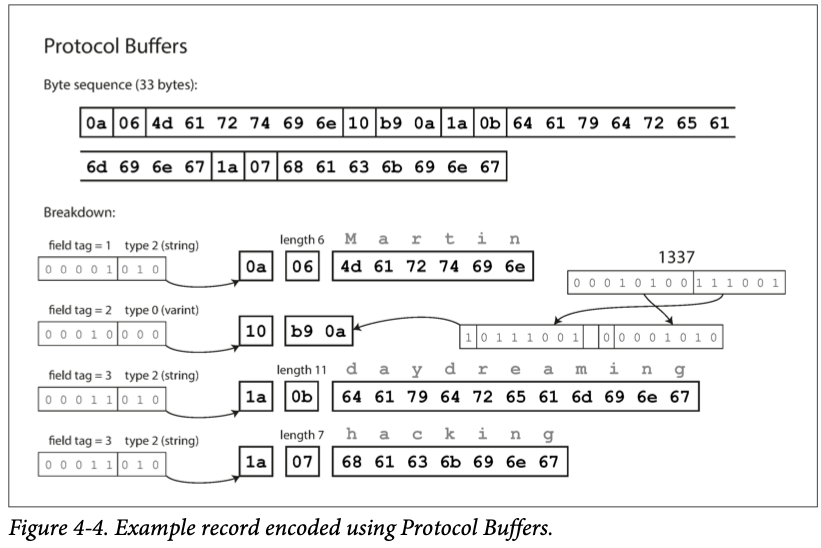 Protocol Buffers
Byte sequence (33 bytes):
0a 06 4d 61 72 74 69 6e 10 b9 0a 1a 0b 64 61 79 64 72 65 61
6d 69 6e 67 1a 07 68 61 63 6b 69 6e 67
Breakdown:
field tag = 1 type 2 (string)
0 0 0 0 1 0 1 0
length 6
M a r t i n
0a 06 4d 61 72 74 69 6e
1337
0 0 0 1 0 1 0 0 1 1 1 0 0 1
field tag = 2 type 0 (varint)
0 0 0 1 0 0 0 0
10 b9 0a
1 0 1 1 1 0 0 1 0 0 0 0 1 0 1 0
field tag = 3 type 2 (string)
0 0 0 1 1 0 1 0
length 11
d a y d r e a m i n g
1a 0b 64 61 79 64 72 65 61 6d 69 6e 67
field tag = 3 type 2 (string)
0 0 0 1 1 0 1 0
length 7
h a c k i n g
1a 07 68 61 63 6b 69 6e 67
Figure 4-4. Example record encoded using Protocol Buffers.